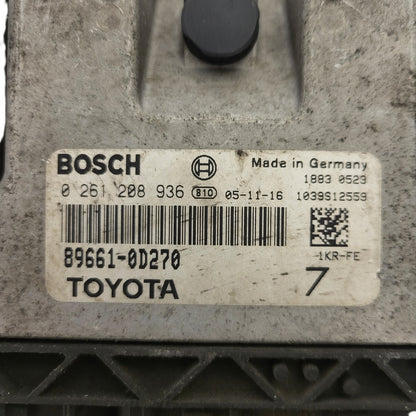 BOSCH Made in Germany
1883 0523
0 261 208 936 B10 05-11-16 1039S12559
89661-0D270 1KR-FE
TOYOTA 7